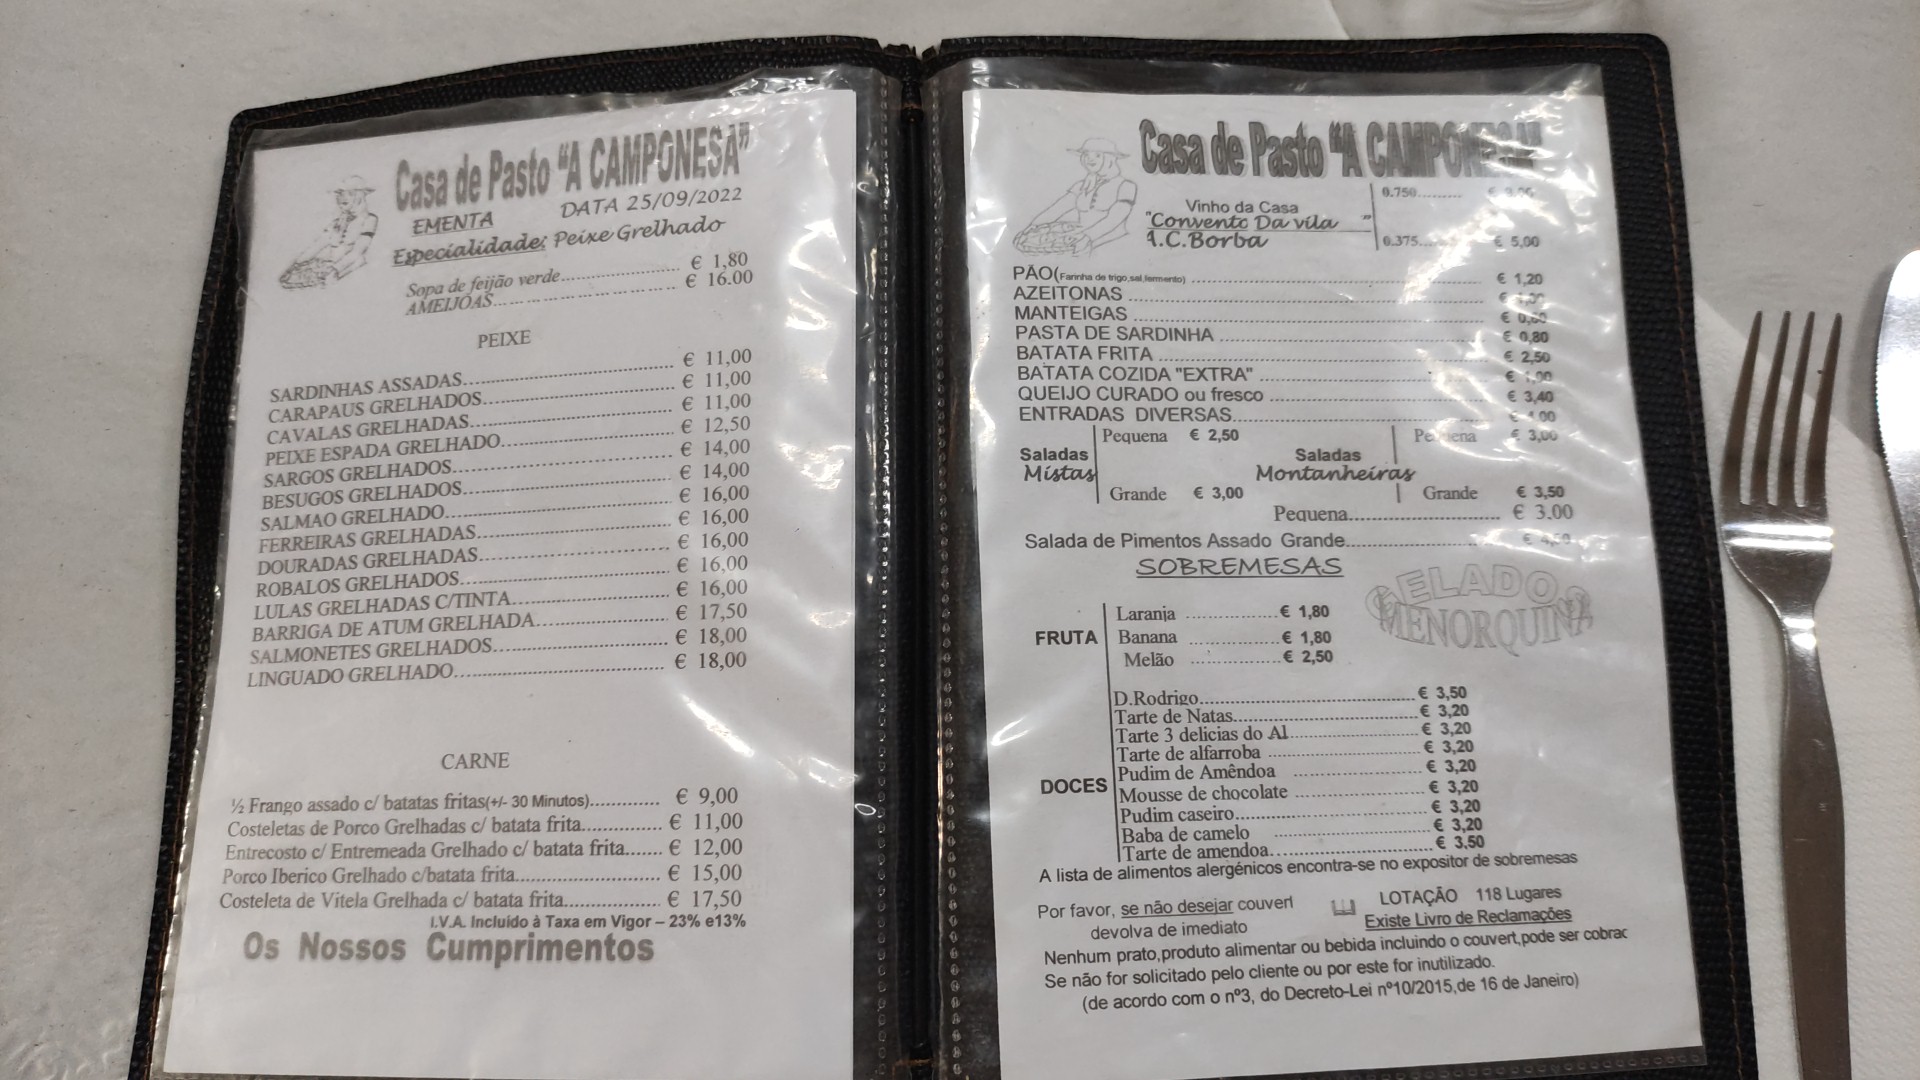 Casa de Pasto “A CAMPONESA”
EMENTA DATA 25/09/2022
Especialidade: Peixe Grelhado
Sopa de feijão verde.............................. € 1,80
AMEIJOAS... ... ... ... ... ... ... ... ... € 16.00
PEIXE
SARDINHAS ASSADAS.............................. € 11,00
CARAPAUS GRELHADOS.............................. € 11,00
CAVALAS GRELHADAS.............................. € 11,00
PEIXE ESPADA GRELHADO.............................. € 12,50
SARGOS GRELHADOS.............................. € 14,00
BESUGOS GRELHADOS.............................. € 14,00
SALMAO GRELHADO.............................. € 16,00
FERREIRAS GRELHADAS.............................. € 16,00
DOURADAS GRELHADAS.............................. € 16,00
ROBALOS GRELHADOS.............................. € 16,00
LULAS GRELHADAS C/TINTA.............................. € 16,00
BARRIGA DE ATUM GRELHADA.............................. € 17,50
SALMONETES GRELHADOS.............................. € 18,00
LINGUADO GRELHADO.............................. € 18,00
CARNE
½ Frango assado c/ batatas fritas(+/- 30 Minutos)............ € 9,00
Costeletas de Porco Grelhadas c/ batata frita.............. € 11,00
Entrecosto c/ Entremeada Grelhado c/ batata frita....... € 12,00
Porco Iberico Grelhado c/batata frita......................... € 15,00
Costeleta de Vitela Grelhada c/ batata frita................ € 17,50
I.V.A. Incluido à Taxa em Vigor – 23% e13%
Os Nossos Cumprimentos
Casa de Pasto “A CAMPONESA”
Vinho da Casa
"Convento Da vila "
A.C.Borba
0.750.......... €
0.375.......... € 5,00
PÃO(Farinha de trigo,sal,fermento) .............................. € 1,20
AZEITONAS .............................. €
MANTEIGAS .............................. €
PASTA DE SARDINHA .............................. € 0,80
BATATA FRITA .............................. € 2,50
BATATA COZIDA "EXTRA" .............................. € 1,00
QUEIJO CURADO ou fresco .............................. € 3,40
ENTRADAS DIVERSAS.............................. €
Saladas Mistas
Pequena € 2,50
Grande € 3,00
Saladas Montanheiras
Pequena € 3,00
Grande € 3,50
Pequena.............................. € 3.00
Salada de Pimentos Assado Grande.............................. €
SOBREMESAS
GELADO
MENORQUINA
FRUTA
Laranja .................... € 1,80
Banana .................... € 1,80
Melão .................... € 2,50
DOCES
D.Rodrigo.............................. € 3,50
Tarte de Natas.............................. € 3,20
Tarte 3 delicias do Al.............................. € 3,20
Tarte de alfarroba .............................. € 3,20
Pudim de Amêndoa .............................. € 3,20
Mousse de chocolate .............................. € 3,20
Pudim caseiro.............................. € 3,20
Baba de camelo .............................. € 3,20
Tarte de amendoa.............................. € 3,50
A lista de alimentos alergénicos encontra-se no expositor de sobremesas
Por favor, se não desejar couvert
devolva de imediato
LOTAÇÃO 118 Lugares
Existe Livro de Reclamações
Nenhum prato,produto alimentar ou bebida incluindo o couvert,pode ser cobrac
Se não for solicitado pelo cliente ou por este for inutilizado.
(de acordo com o nº3, do Decreto-Lei nº10/2015,de 16 de Janeiro)